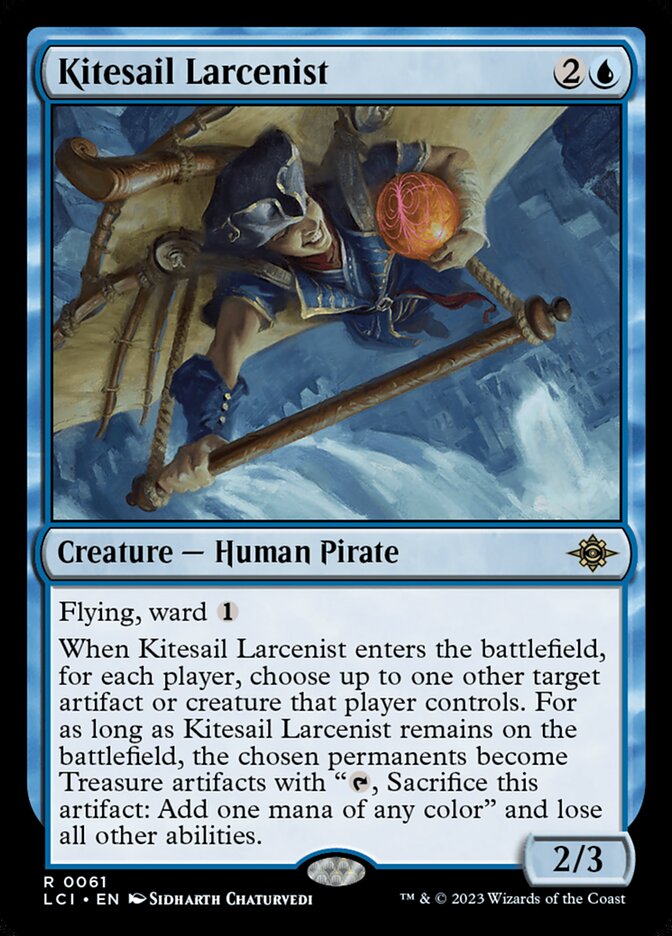 Kitesail Larcenist 2
Creature — Human Pirate
Flying, ward 1
When Kitesail Larcenist enters the battlefield,
for each player, choose up to one other target
artifact or creature that player controls. For
as long as Kitesail Larcenist remains on the
battlefield, the chosen permanents become
Treasure artifacts with “, Sacrifice this
artifact: Add one mana of any color” and lose
all other abilities.
2/3
R 0061
LCI • EN Sidharth Chaturvedi ™ & © 2023 Wizards of the Coast